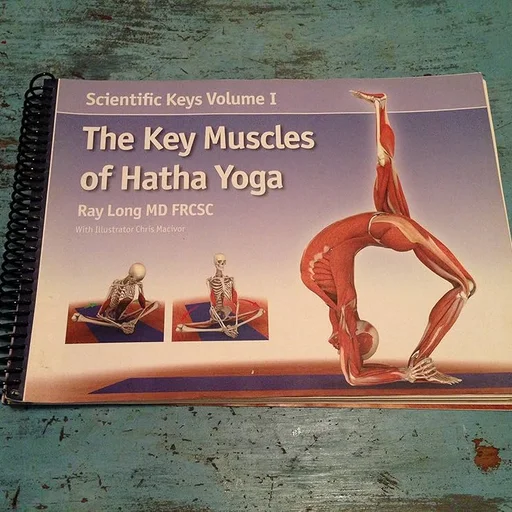 Scientific Keys Volume I
The Key Muscles
of Hatha Yoga
Ray Long MD FRCSC
With Illustrator Chris Macivor